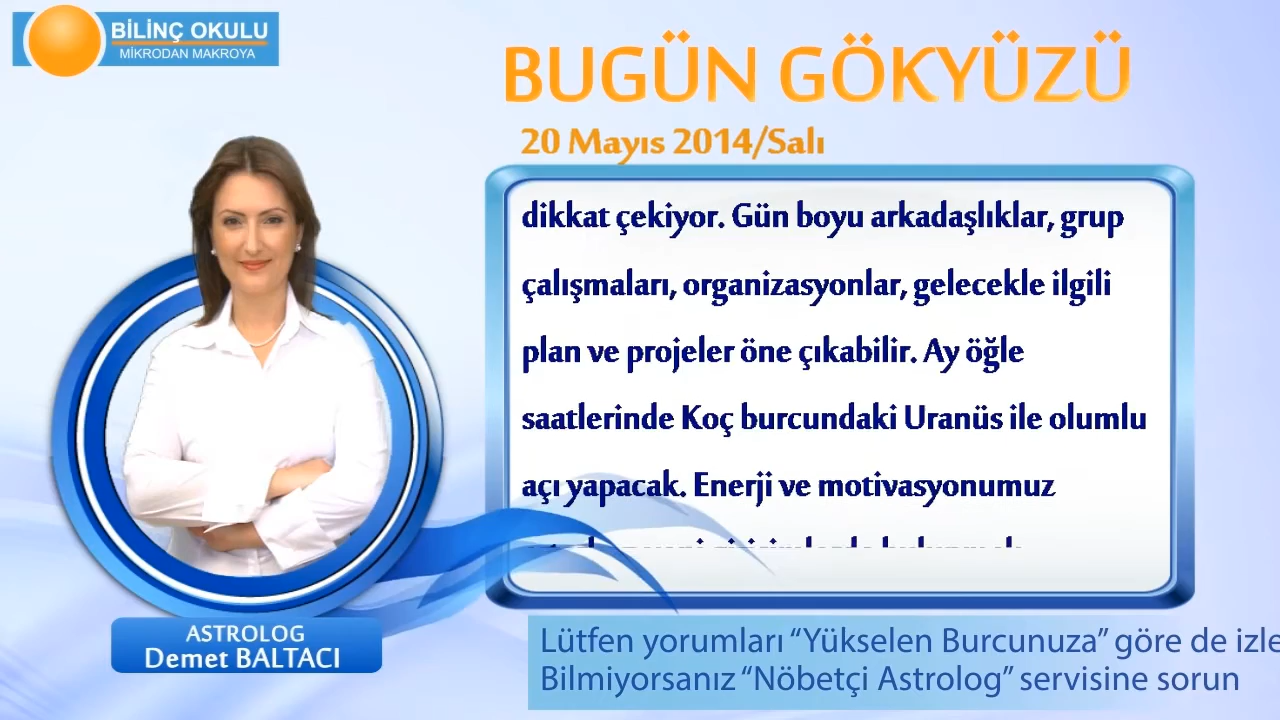 BİLİNÇ OKULU
MİKRODAN MAKROYA
BUGÜN GÖKYÜZÜ
20 Mayıs 2014/Salı
dikkat çekiyor. Gün boyu arkadaşlıklar, grup
çalışmaları, organizasyonlar, gelecekle ilgili
plan ve projeler öne çıkabilir. Ay öğle
saatlerinde Koç burcundaki Uranüs ile olumlu
açı yapacak. Enerji ve motivasyonumuz
ASTROLOG
Demet BALTACI
Lütfen yorumları “Yükselen Burcunuza” göre de izle
Bilmiyorsanız “Nöbetçi Astrolog” servisine sorun